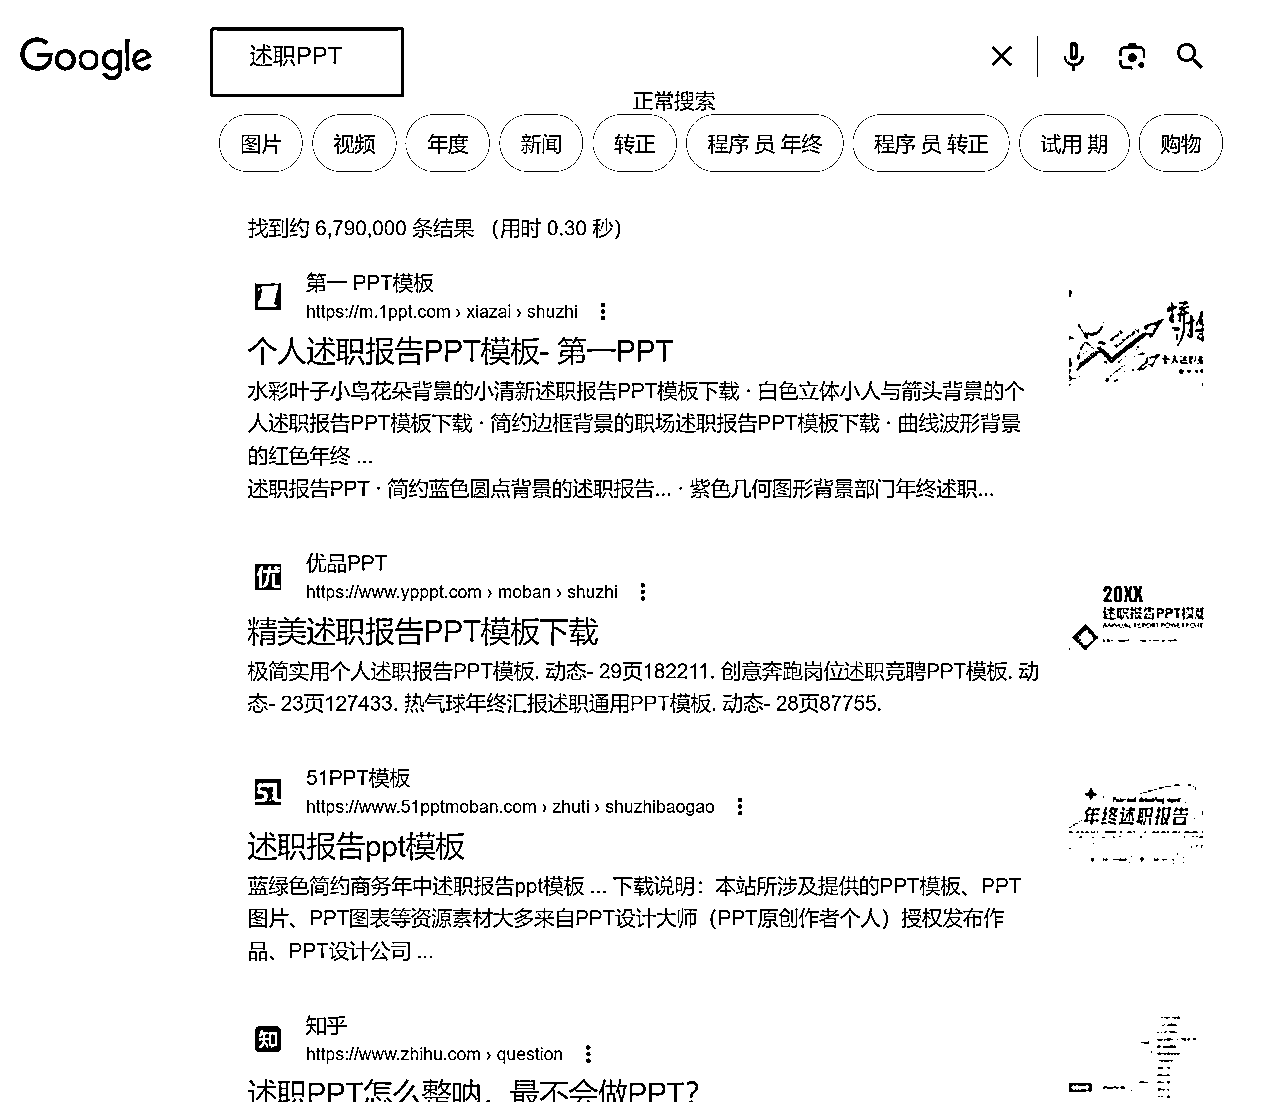 Google
述职PPT
正常搜索
图片 视频 年度 新闻 转正 程序 员 年终 程序 员 转正 试用 期 购物
找到约 6,790,000 条结果 （用时 0.30 秒）
第一 PPT模板
https://m.1ppt.com › xiazai › shuzhi
个人述职报告PPT模板- 第一PPT
水彩叶子小鸟花朵背景的小清新述职报告PPT模板下载 · 白色立体小人与箭头背景的个
人述职报告PPT模板下载 · 简约边框背景的职场述职报告PPT模板下载 · 曲线波形背景
的红色年终 ...
述职报告PPT · 简约蓝色圆点背景的述职报告... · 紫色几何图形背景部门年终述职...
优
优品PPT
https://www.ypppt.com › moban › shuzhi
精美述职报告PPT模板下载
极简实用个人述职报告PPT模板. 动态- 29页182211. 创意奔跑岗位述职竞聘PPT模板. 动
态- 23页127433. 热气球年终汇报述职通用PPT模板. 动态- 28页87755.
20XX
述职报告PPT模版
51
51PPT模板
https://www.51pptmoban.com › zhuti › shuzhibaogao
述职报告ppt模板
蓝绿色简约商务年中述职报告ppt模板 ... 下载说明：本站所涉及提供的PPT模板、PPT
图片、PPT图表等资源素材大多来自PPT设计大师（PPT原创作者个人）授权发布作
品、PPT设计公司 ...
年终述职报告
知
知乎
https://www.zhihu.com › question
述职PPT怎么整呐，最不会做PPT？